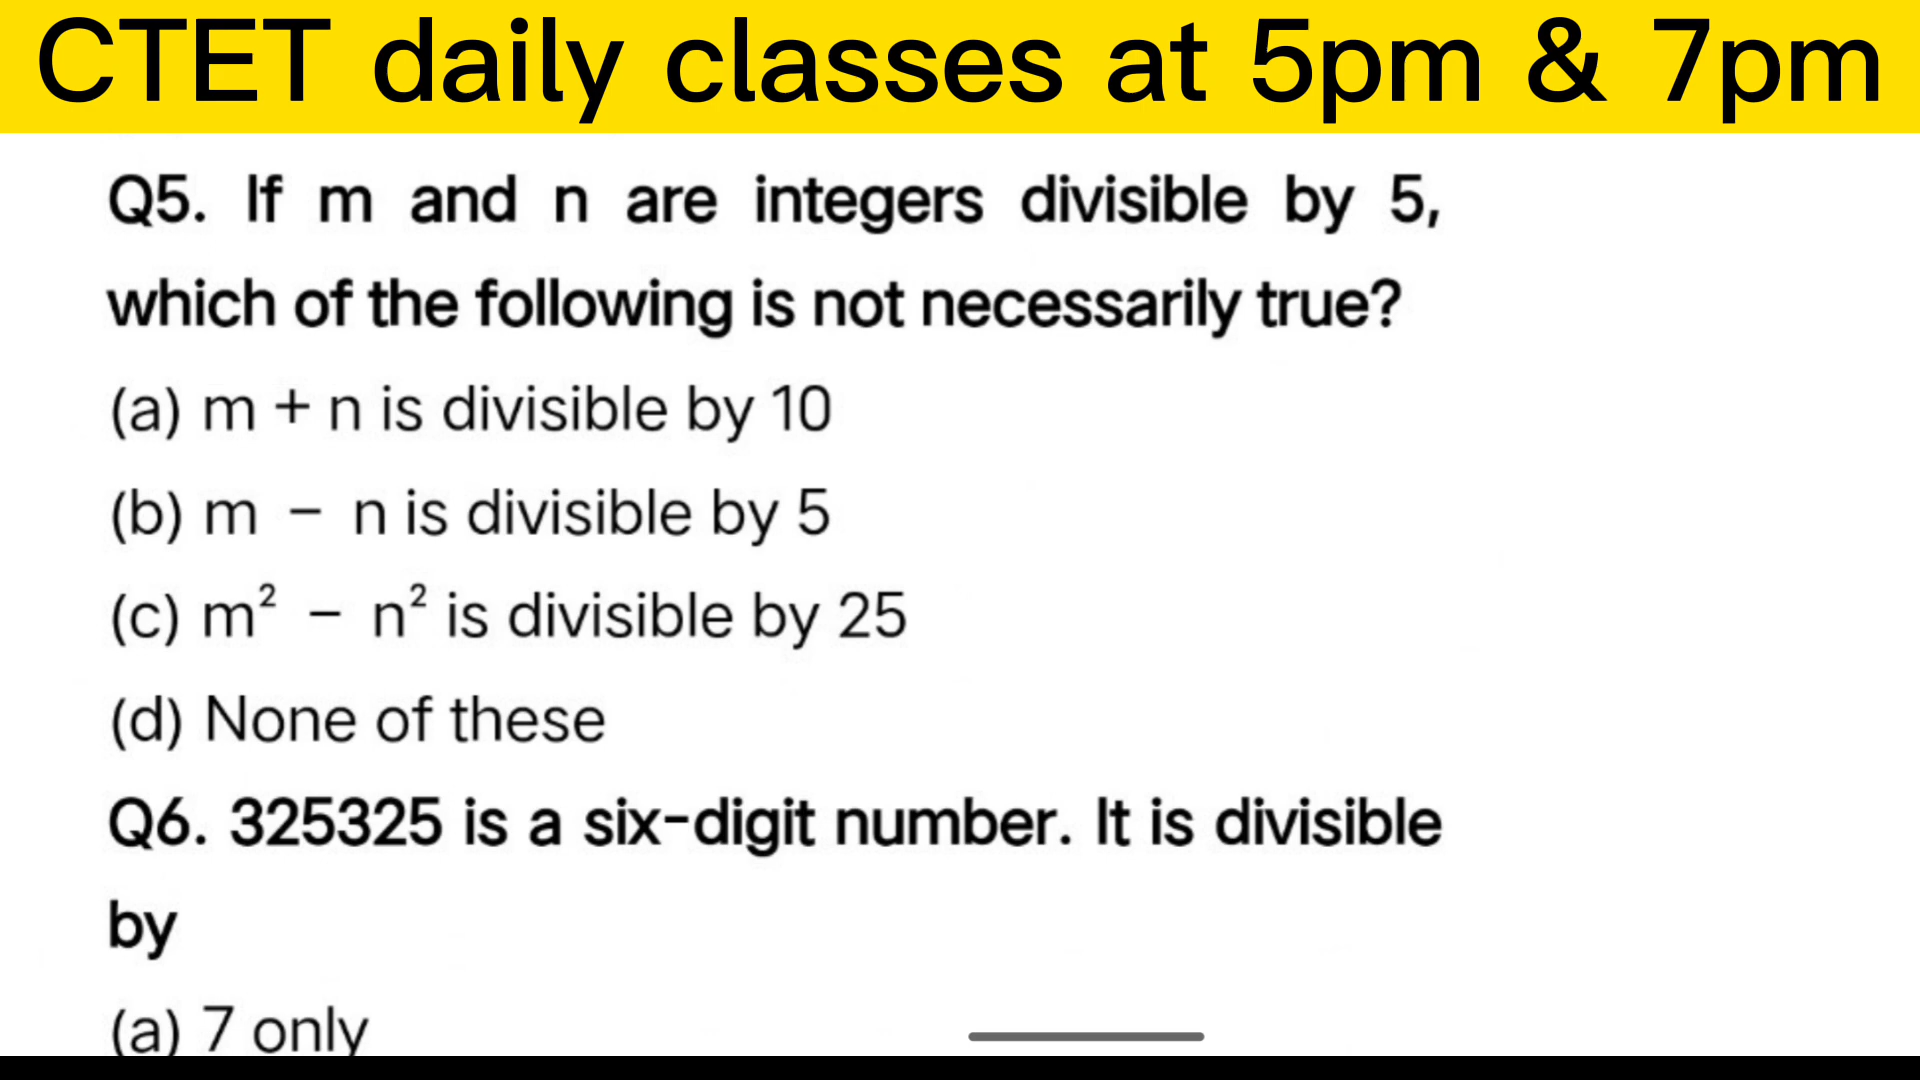 CTET daily classes at 5pm & 7pm
Q5. If m and n are integers divisible by 5,
which of the following is not necessarily true?
(a) m + n is divisible by 10
(b) m − n is divisible by 5
(c) m² − n² is divisible by 25
(d) None of these
Q6. 325325 is a six-digit number. It is divisible
by
(a) 7 only